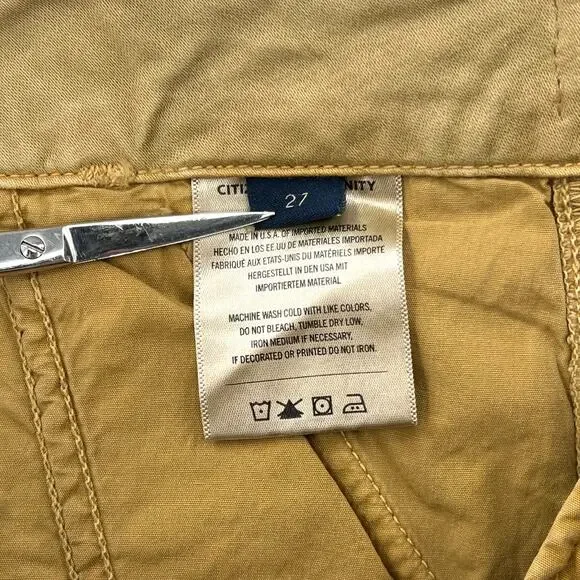 CITIZ NITY
27
MADE IN U.S.A. OF IMPORTED MATERIALS
HECHO EN LOS EE.UU DE MATERIALES IMPORTADA
FABRIQUÉ AUX ETATS-UNIS DU MATÉRIELS IMPORTE
HERGESTELLT IN DEN USA MIT
IMPORTIERTEM MATERIAL
MACHINE WASH COLD WITH LIKE COLORS,
DO NOT BLEACH, TUMBLE DRY LOW,
IRON MEDIUM IF NECESSARY,
IF DECORATED OR PRINTED DO NOT IRON.